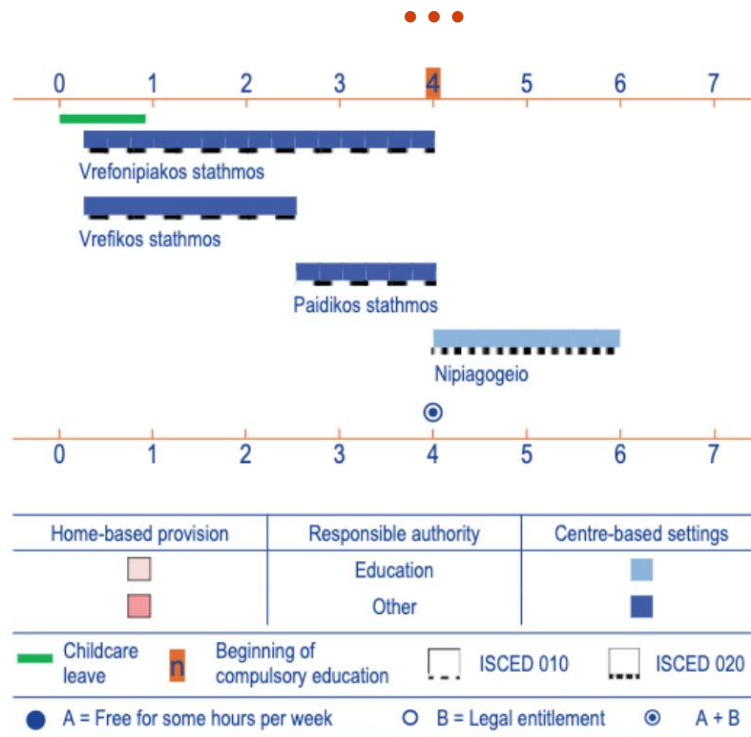 0 1 2 3 4 5 6 7
Vrefonipiakos stathmos
Vrefikos stathmos
Paidikos stathmos
Nipiagogeio
0 1 2 3 4 5 6 7
Home-based provision Responsible authority Centre-based settings
Education
Other
Childcare leave
n Beginning of compulsory education
ISCED 010
ISCED 020
A = Free for some hours per week
B = Legal entitlement
A + B